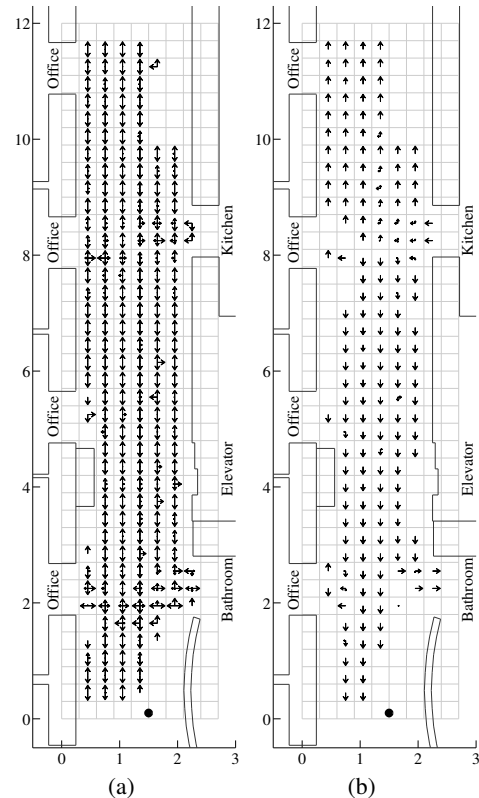 12
10
8
6
4
2
0
0 1 2 3
Office
Office
Office
Office
Kitchen
Elevator
Bathroom
(a)
12
10
8
6
4
2
0
0 1 2 3
Office
Office
Office
Office
Kitchen
Elevator
Bathroom
(b)